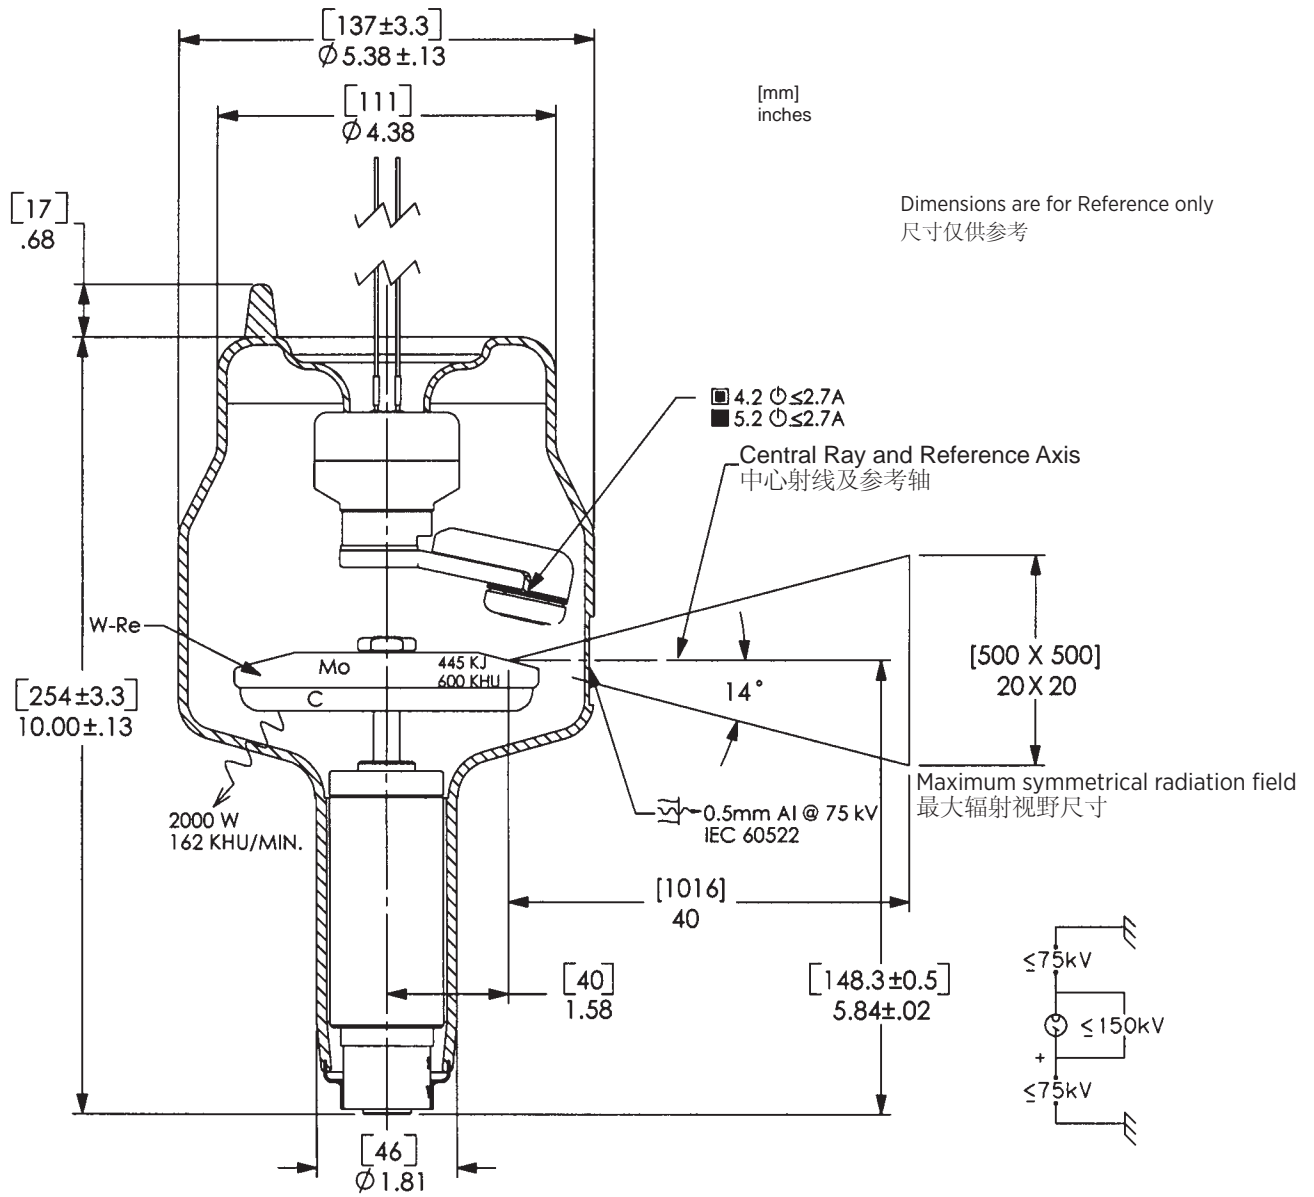 [137±3.3]
Ø 5.38±.13
[111]
Ø 4.38
[mm]
inches
[17]
.68
Dimensions are for Reference only
尺寸仅供参考
4.2 ≤2.7A
5.2 ≤2.7A
Central Ray and Reference Axis
中心射线及参考轴
W-Re
Mo
445 KJ
600 KHU
C
14°
[500 X 500]
20 X 20
[254±3.3]
10.00±.13
Maximum symmetrical radiation field
最大辐射视野尺寸
2000 W
162 KHU/MIN.
0.5mm Al @ 75 kV
IEC 60522
[1016]
40
[40]
1.58
[148.3±0.5]
5.84±.02
≤75kV
≤150kV
+
≤75kV
[46]
Ø 1.81